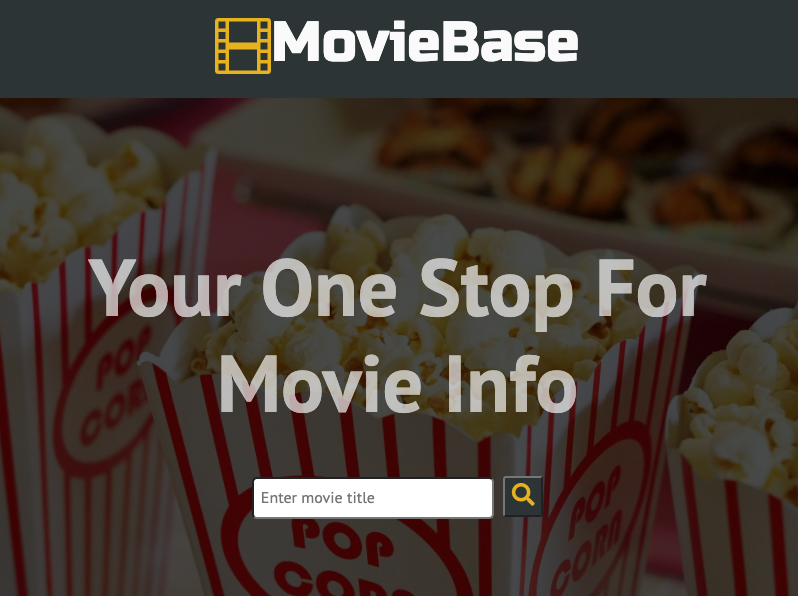 MovieBase
Your One Stop For
Movie Info
Enter movie title
POP
CORN
POP
CORN
POP
CORN